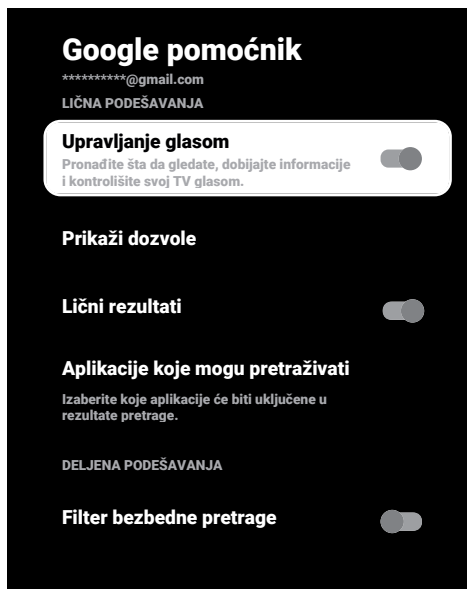 Google pomoćnik
**********@gmail.com
LIČNA PODEŠAVANJA
Upravljanje glasom
Pronađite šta da gledate, dobijajte informacije
i kontrolišite svoj TV glasom.
Prikaži dozvole
Lični rezultati
Aplikacije koje mogu pretraživati
Izaberite koje aplikacije će biti uključene u
rezultate pretrage.
DELJENA PODEŠAVANJA
Filter bezbedne pretrage